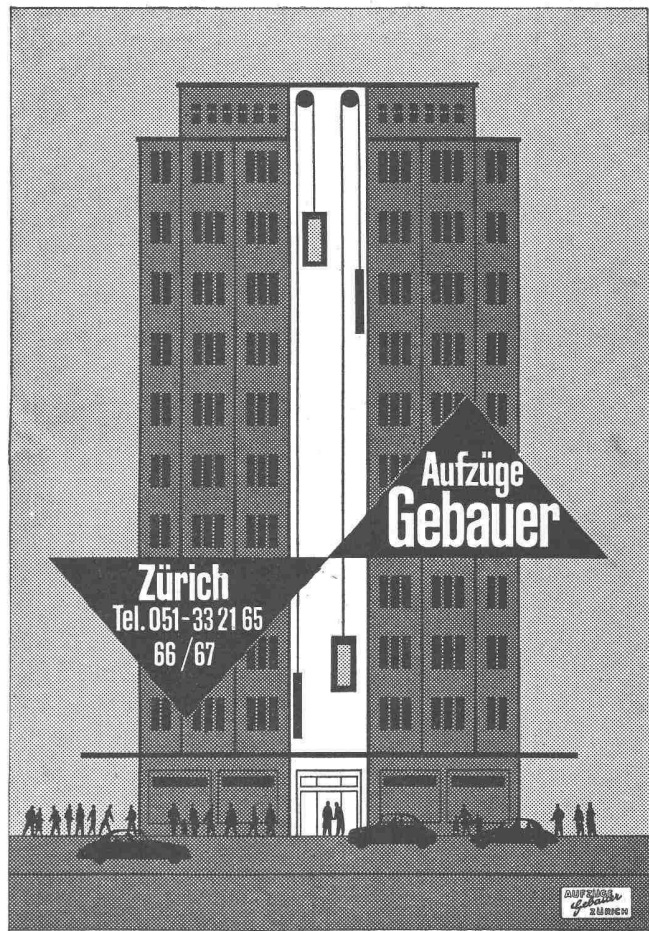 Aufzüge
Gebauer
Zürich
Tel. 051-33 21 65
66/67
AUFZÜGE
Gebauer
ZÜRICH